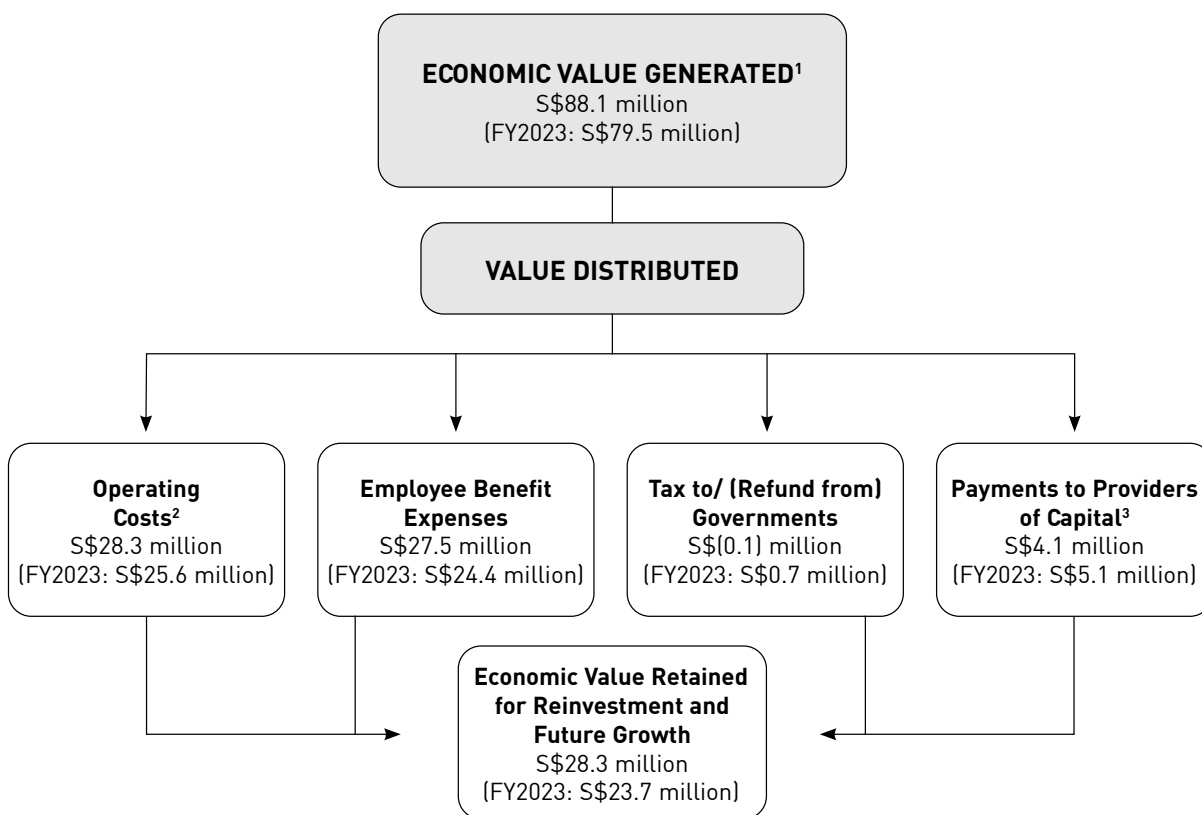 ECONOMIC VALUE GENERATED¹
S$88.1 million
(FY2023: S$79.5 million)
VALUE DISTRIBUTED
Operating
Costs²
S$28.3 million
(FY2023: S$25.6 million)
Employee Benefit
Expenses
S$27.5 million
(FY2023: S$24.4 million)
Tax to/ (Refund from)
Governments
S$(0.1) million
(FY2023: S$0.7 million)
Payments to Providers
of Capital³
S$4.1 million
(FY2023: S$5.1 million)
Economic Value Retained
for Reinvestment and
Future Growth
S$28.3 million
(FY2023: S$23.7 million)